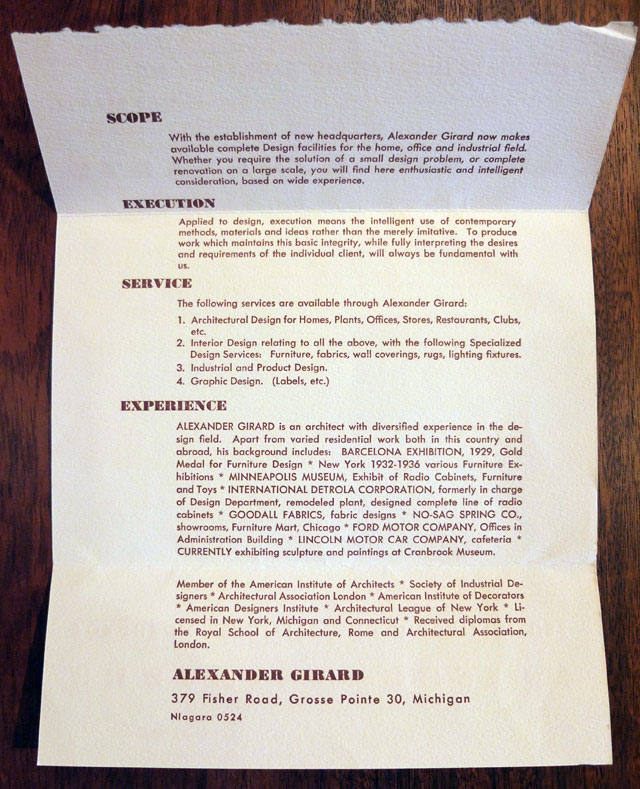 SCOPE
With the establishment of new headquarters, Alexander Girard now makes
available complete Design facilities for the home, office and industrial field.
Whether you require the solution of a small design problem, or complete
renovation on a large scale, you will find here enthusiastic and intelligent
consideration, based on wide experience.
EXECUTION
Applied to design, execution means the intelligent use of contemporary
methods, materials and ideas rather than the merely imitative. To produce
work which maintains this basic integrity, while fully interpreting the desires
and requirements of the individual client, will always be fundamental with
us.
SERVICE
The following services are available through Alexander Girard:
1. Architectural Design for Homes, Plants, Offices, Stores, Restaurants, Clubs,
etc.
2. Interior Design relating to all the above, with the following Specialized
Design Services: Furniture, fabrics, wall coverings, rugs, lighting fixtures.
3. Industrial and Product Design.
4. Graphic Design. (Labels, etc.)
EXPERIENCE
ALEXANDER GIRARD is an architect with diversified experience in the de-
sign field. Apart from varied residential work both in this country and
abroad, his background includes: BARCELONA EXHIBITION, 1929, Gold
Medal for Furniture Design * New York 1932-1936 various Furniture Ex-
hibitions * MINNEAPOLIS MUSEUM, Exhibit of Radio Cabinets, Furniture
and Toys * INTERNATIONAL DETROLA CORPORATION, formerly in charge
of Design Department, remodeled plant, designed complete line of radio
cabinets * GOODALL FABRICS, fabric designs * NO-SAG SPRING CO.,
showrooms, Furniture Mart, Chicago * FORD MOTOR COMPANY, Offices in
Administration Building * LINCOLN MOTOR CAR COMPANY, cafeteria *
CURRENTLY exhibiting sculpture and paintings at Cranbrook Museum.
Member of the American Institute of Architects * Society of Industrial De-
signers * Architectural Association London * American Institute of Decorators
* American Designers Institute * Architectural League of New York * Li-
censed in New York, Michigan and Connecticut * Received diplomas from
the Royal School of Architecture, Rome and Architectural Association,
London.
ALEXANDER GIRARD
379 Fisher Road, Grosse Pointe 30, Michigan
NIagara 0524